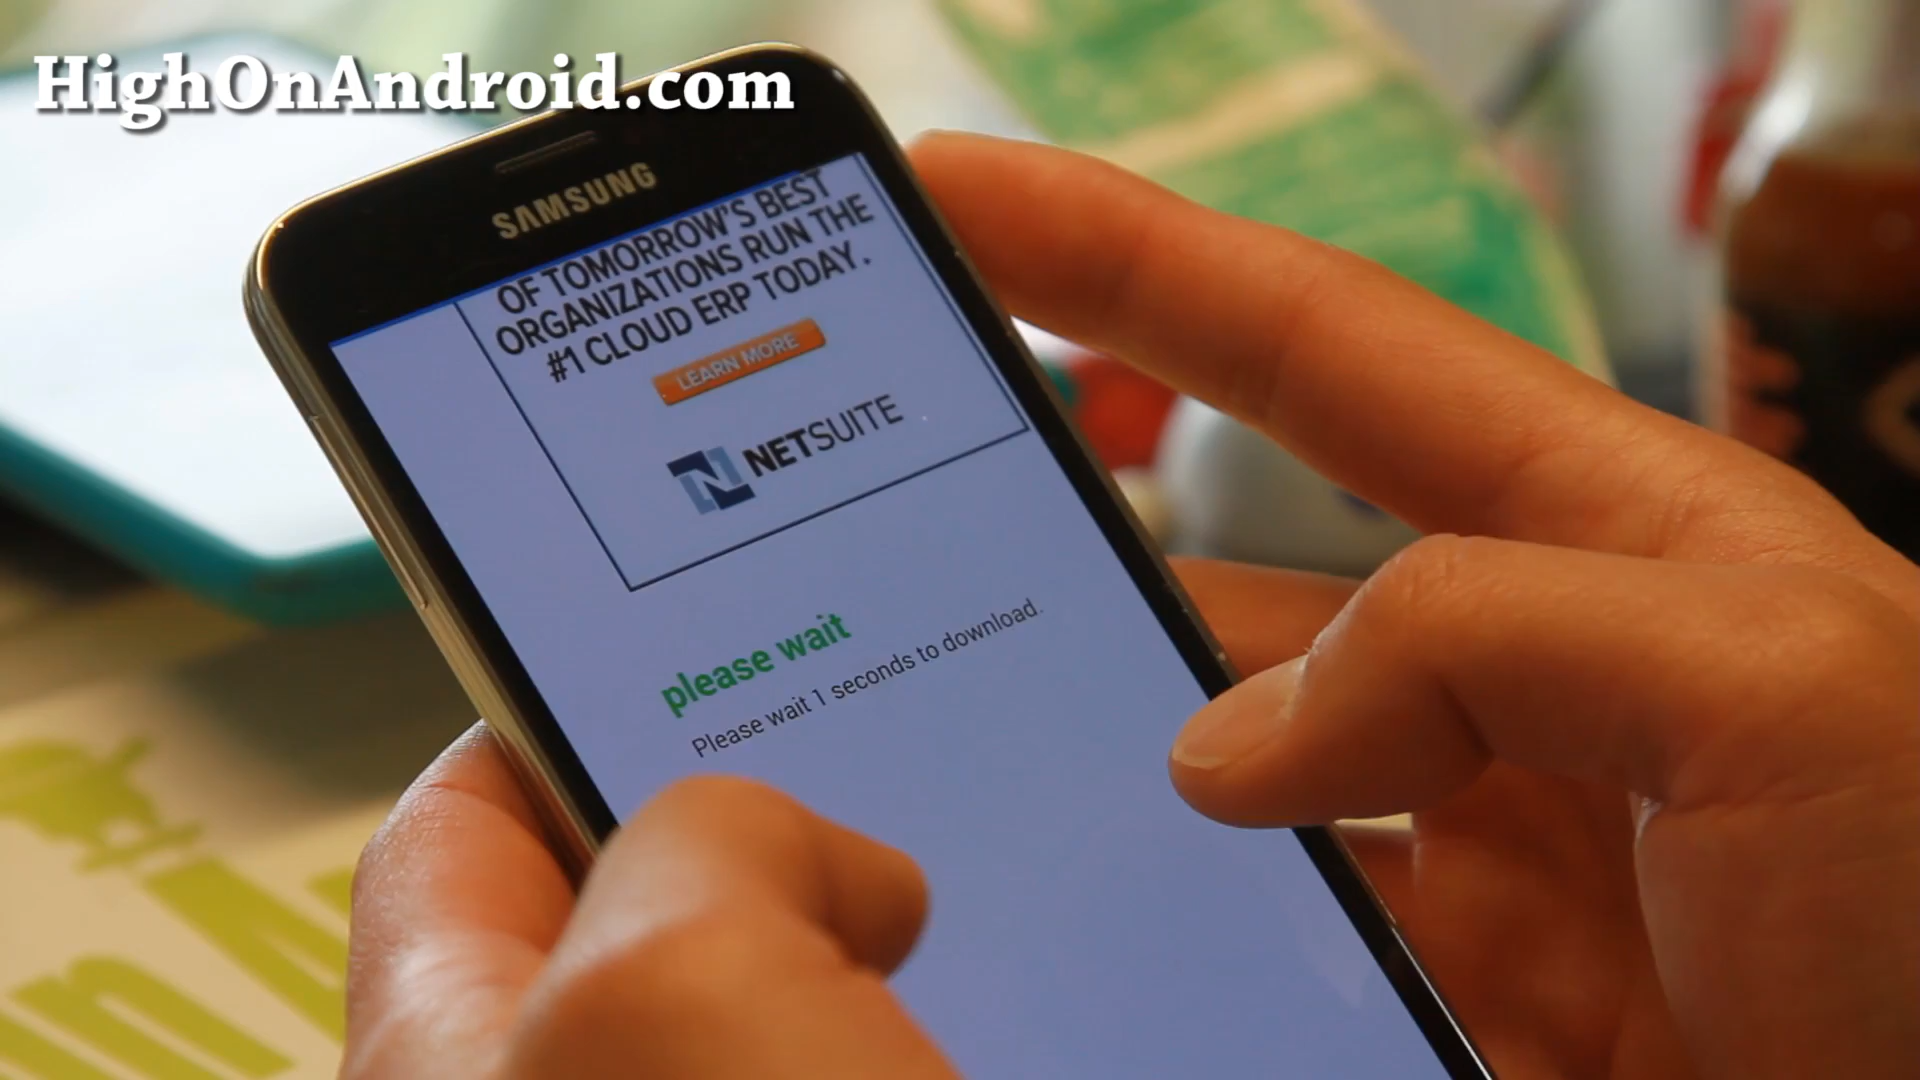 HighOnAndroid.com
SAMSUNG
OF TOMORROW'S BEST
ORGANIZATIONS RUN THE
#1 CLOUD ERP TODAY.
LEARN MORE
NETSUITE
please wait
Please wait 1 seconds to download.